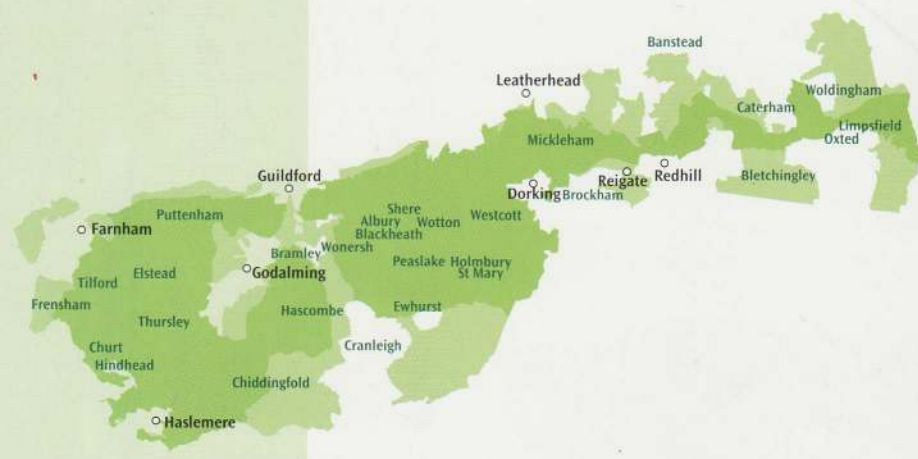 Banstead
Leatherhead
Woldingham
Caterham
Limpsfield
Oxted
Mickleham
Guildford
Reigate
Redhill
Bletchingley
Dorking
Brockham
Puttenham
Shere
Albury
Wotton
Westcott
Blackheath
Farnham
Wonersh
Bramley
Godalming
Peaslake
Holmbury
St Mary
Elstead
Tilford
Frensham
Thursley
Hascombe
Ewhurst
Cranleigh
Churt
Hindhead
Chiddingfold
Haslemere